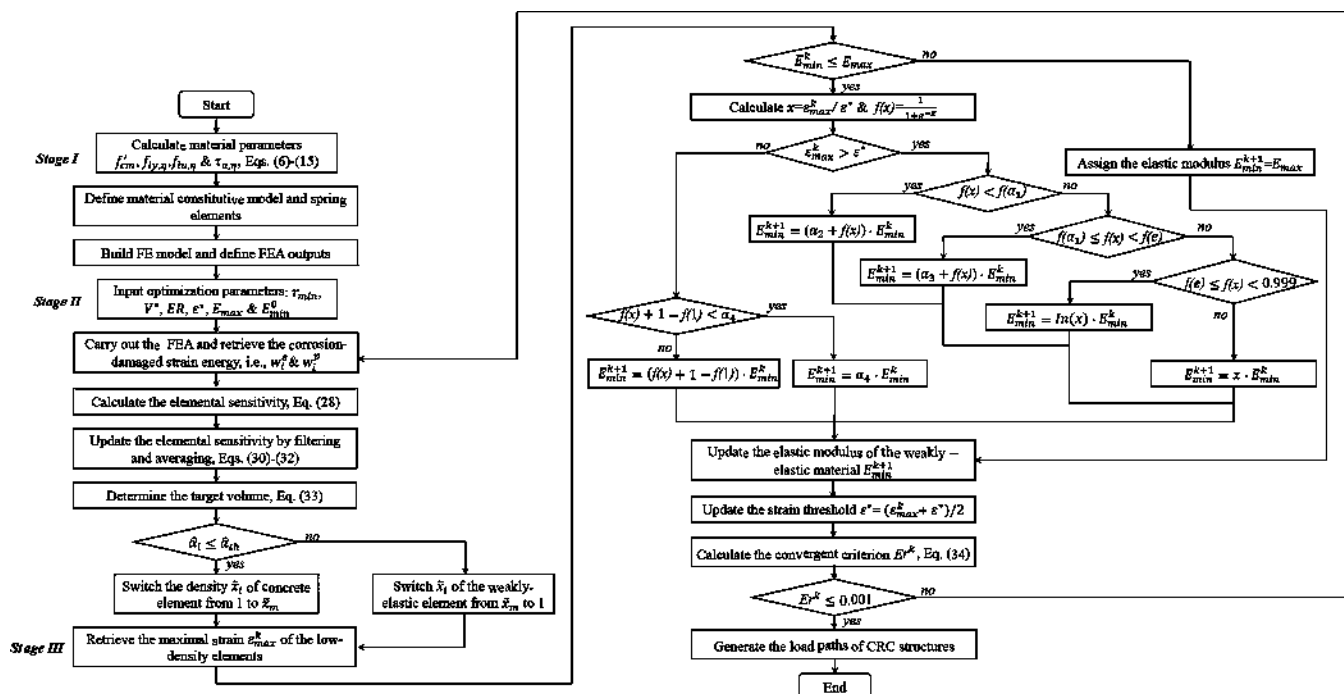 Start
Stage I
Calculate material parameters
f'cm, fly,η, flu,η & τα,η, Eqs. (6)-(15)
Define material constitutive model and spring
elements
Build FE model and define FEA outputs
Stage II
Input optimization parameters: rmin,
V*, ER, ε*, Emax & E⁰min
Carry out the FEA and retrieve the corrosion-
damaged strain energy, i.e.,
Calculate the elemental sensitivity, Eq. (28)
Update the elemental sensitivity by filtering
and averaging, Eqs. (30)-(32)
Determine the target volume, Eq. (33)
α̂i ≤ α̂th
no
yes
Switch the density x̃i of concrete
element from 1 to x̃m
Switch x̃i of the weakly-
elastic element from x̃m to 1
Stage III
Retrieve the maximal strain εᵏmax of the low-
density elements
Eᵏmin ≤ Emax
no
yes
Calculate x=εᵏmax/ ε* & f(x)=1/(1+e⁻ˣ)
εᵏmax > ε*
no
yes
Assign the elastic modulus Eᵏ⁺¹min=Emax
f(x) < f(α1)
yes
no
Eᵏ⁺¹min = (α2 + f(x)) · Eᵏmin
f(α1) ≤ f(x) < f(e)
yes
no
Eᵏ⁺¹min = (α3 + f(x)) · Eᵏmin
f(e) ≤ f(x) < 0.999
yes
no
Eᵏ⁺¹min = In(x) · Eᵏmin
f(x) + 1 − f(1) < α4
yes
no
Eᵏ⁺¹min = (f(x) + 1 − f(1)) · Eᵏmin
Eᵏ⁺¹min = α4 · Eᵏmin
Eᵏ⁺¹min = x · Eᵏmin
Update the elastic modulus of the weakly−
elastic material Eᵏ⁺¹min
Update the strain threshold ε*= (εᵏmax+ ε*)/2
Calculate the convergent criterion Erᵏ, Eq. (34)
Erᵏ ≤ 0.001
no
yes
Generate the load paths of CRC structures
End